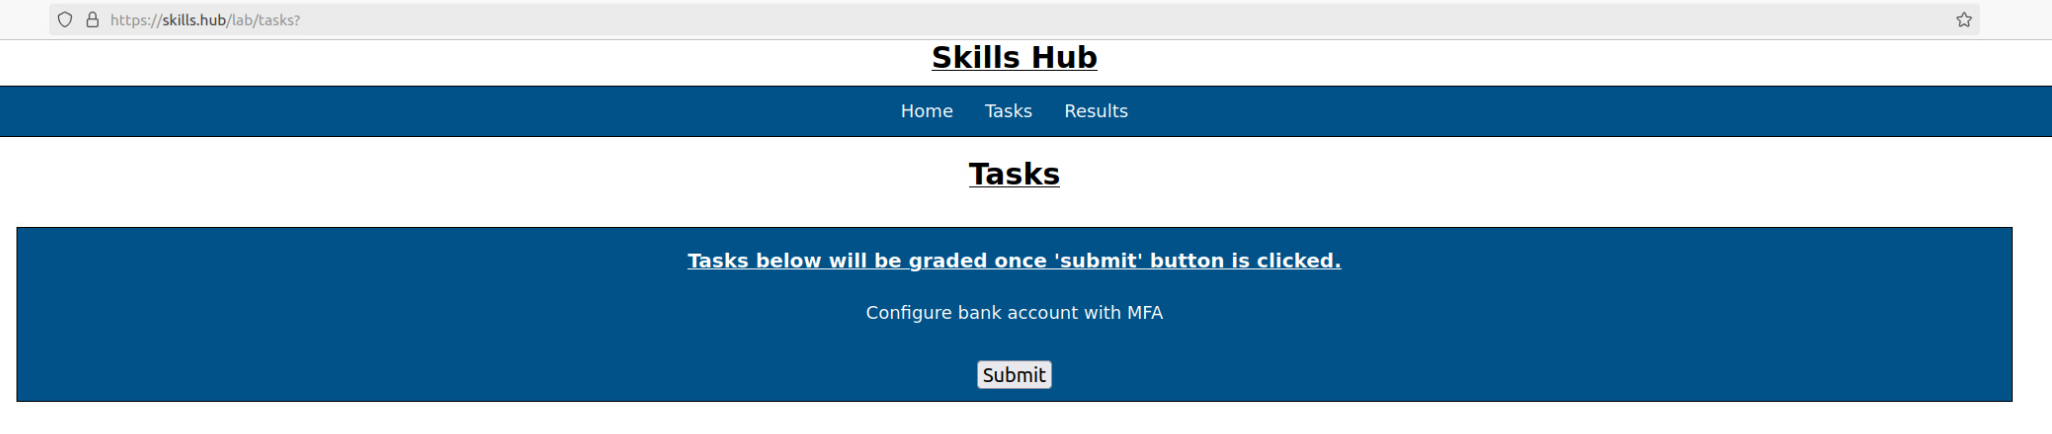 https://skills.hub/lab/tasks?
Skills Hub
Home Tasks Results
Tasks
Tasks below will be graded once 'submit' button is clicked.
Configure bank account with MFA
Submit